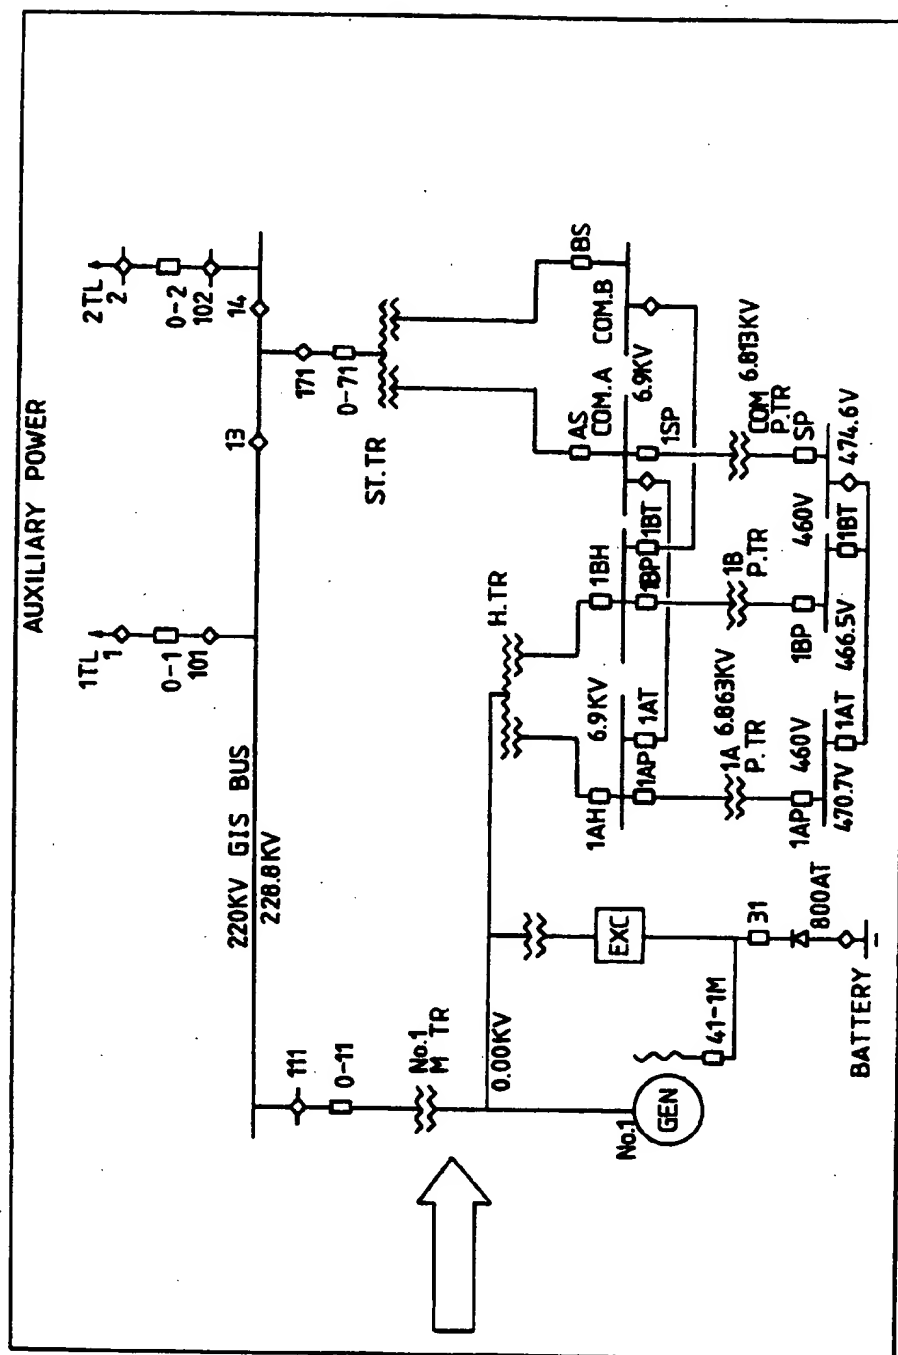 AUXILIARY POWER
1TL
1
0-1
101
2TL
2
0-2
102
220KV GIS BUS
228.8KV
13
14
111
0-11
No.1
M TR
171
0-71
ST.TR
0.00KV
H.TR
1AH
6.9KV
1BH
AS
COM.A
COM.B
BS
6.9KV
1AP
1AT
1BP
1BT
1SP
No.1
GEN
41-1M
EXC
31
800AT
BATTERY
1A 6.863KV
P.TR
1B
P.TR
COM 6.813KV
P.TR
1AP
460V
470.7V
1AT
1BP
466.5V
1BT
460V
SP
474.6V